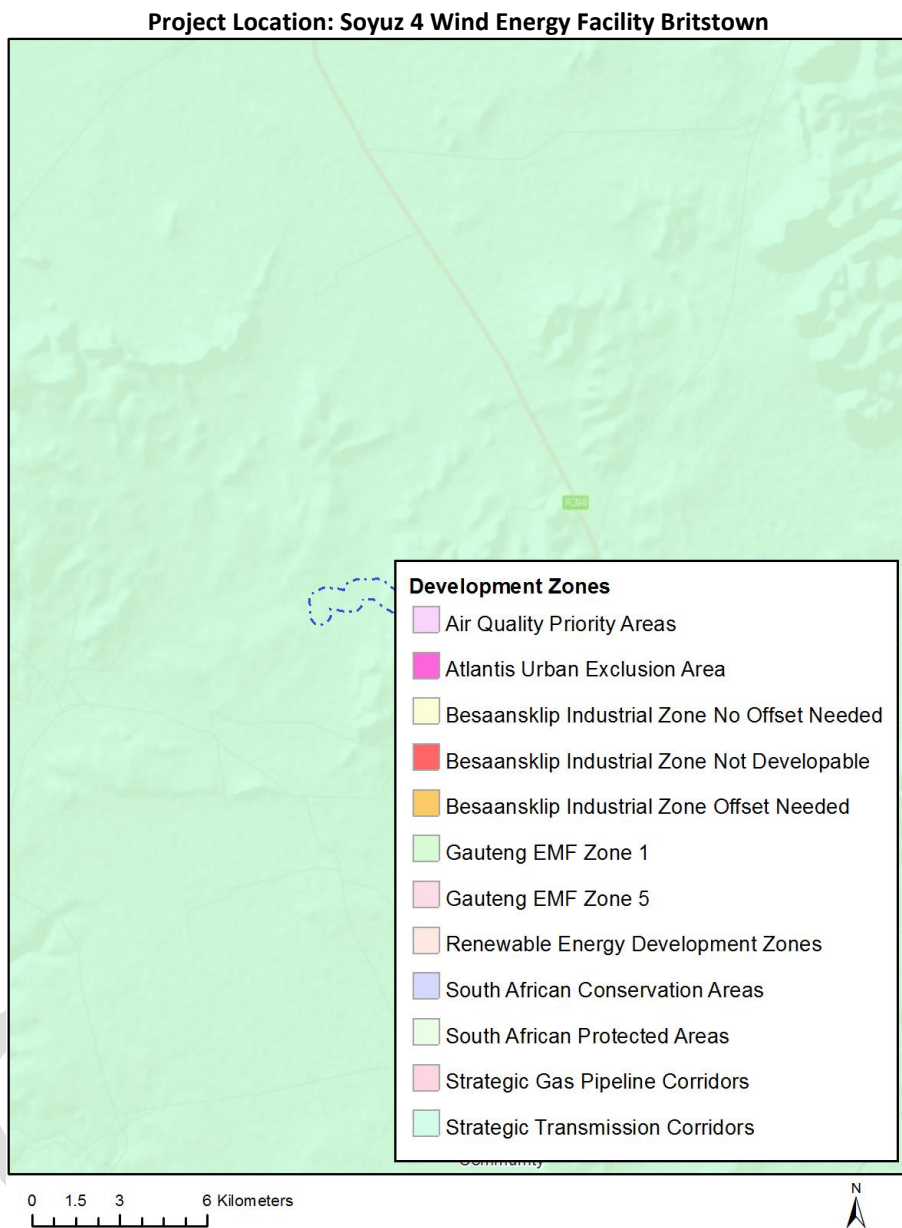 Project Location: Soyuz 4 Wind Energy Facility Britstown
R398
Development Zones
Air Quality Priority Areas
Atlantis Urban Exclusion Area
Besaansklip Industrial Zone No Offset Needed
Besaansklip Industrial Zone Not Developable
Besaansklip Industrial Zone Offset Needed
Gauteng EMF Zone 1
Gauteng EMF Zone 5
Renewable Energy Development Zones
South African Conservation Areas
South African Protected Areas
Strategic Gas Pipeline Corridors
Strategic Transmission Corridors
Community
0 1.5 3 6 Kilometers
N